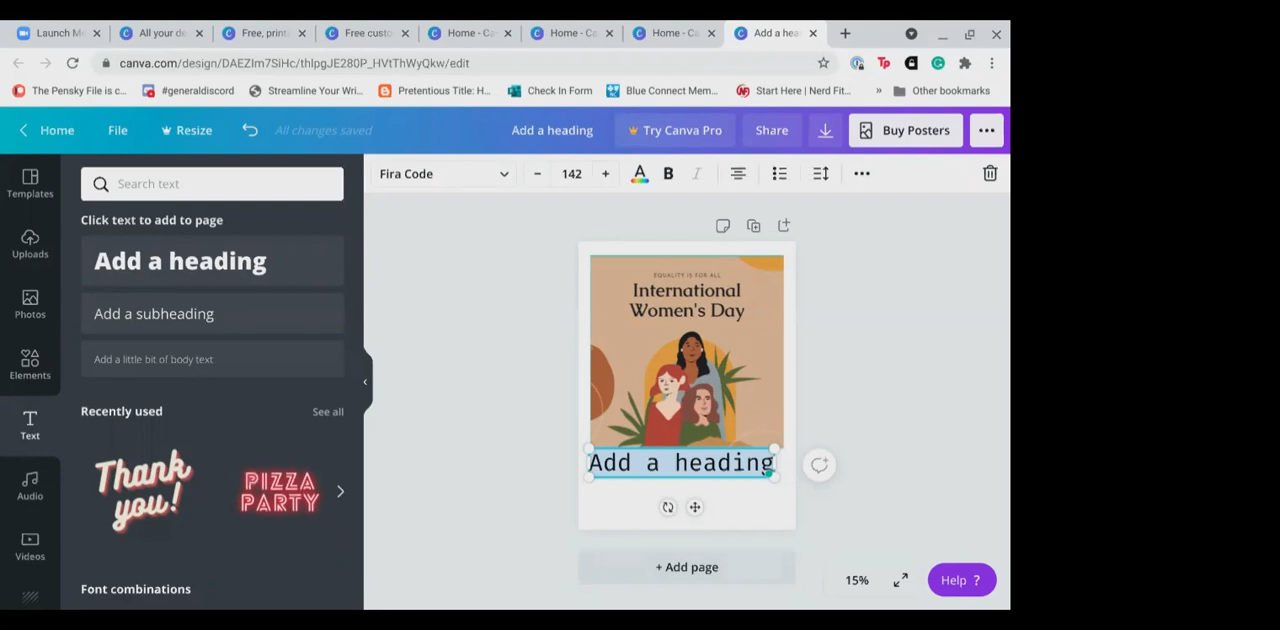 Launch M
All your de
Free, print
Free custo
Home - Ca
Home - Ca
Home - Ca
Add a hea
canva.com/design/DAEZIm7SiHc/thIpgJE280P_HVtThWyQkw/edit
The Pensky File is c...
#generaldiscord
Streamline Your Wri...
Pretentious Title: H...
Check In Form
Blue Connect Mem...
Start Here | Nerd Fit...
»
Other bookmarks
Home
File
Resize
All changes saved
Add a heading
Try Canva Pro
Share
Buy Posters
Templates
Uploads
Photos
Elements
Text
Audio
Videos
Search text
Click text to add to page
Add a heading
Add a subheading
Add a little bit of body text
Recently used
See all
Thank
you!
PIZZA
PARTY
Font combinations
Fira Code
− 142 +
A
B
I
EQUALITY IS FOR ALL
International
Women's Day
Add a heading
+ Add page
15%
Help ?